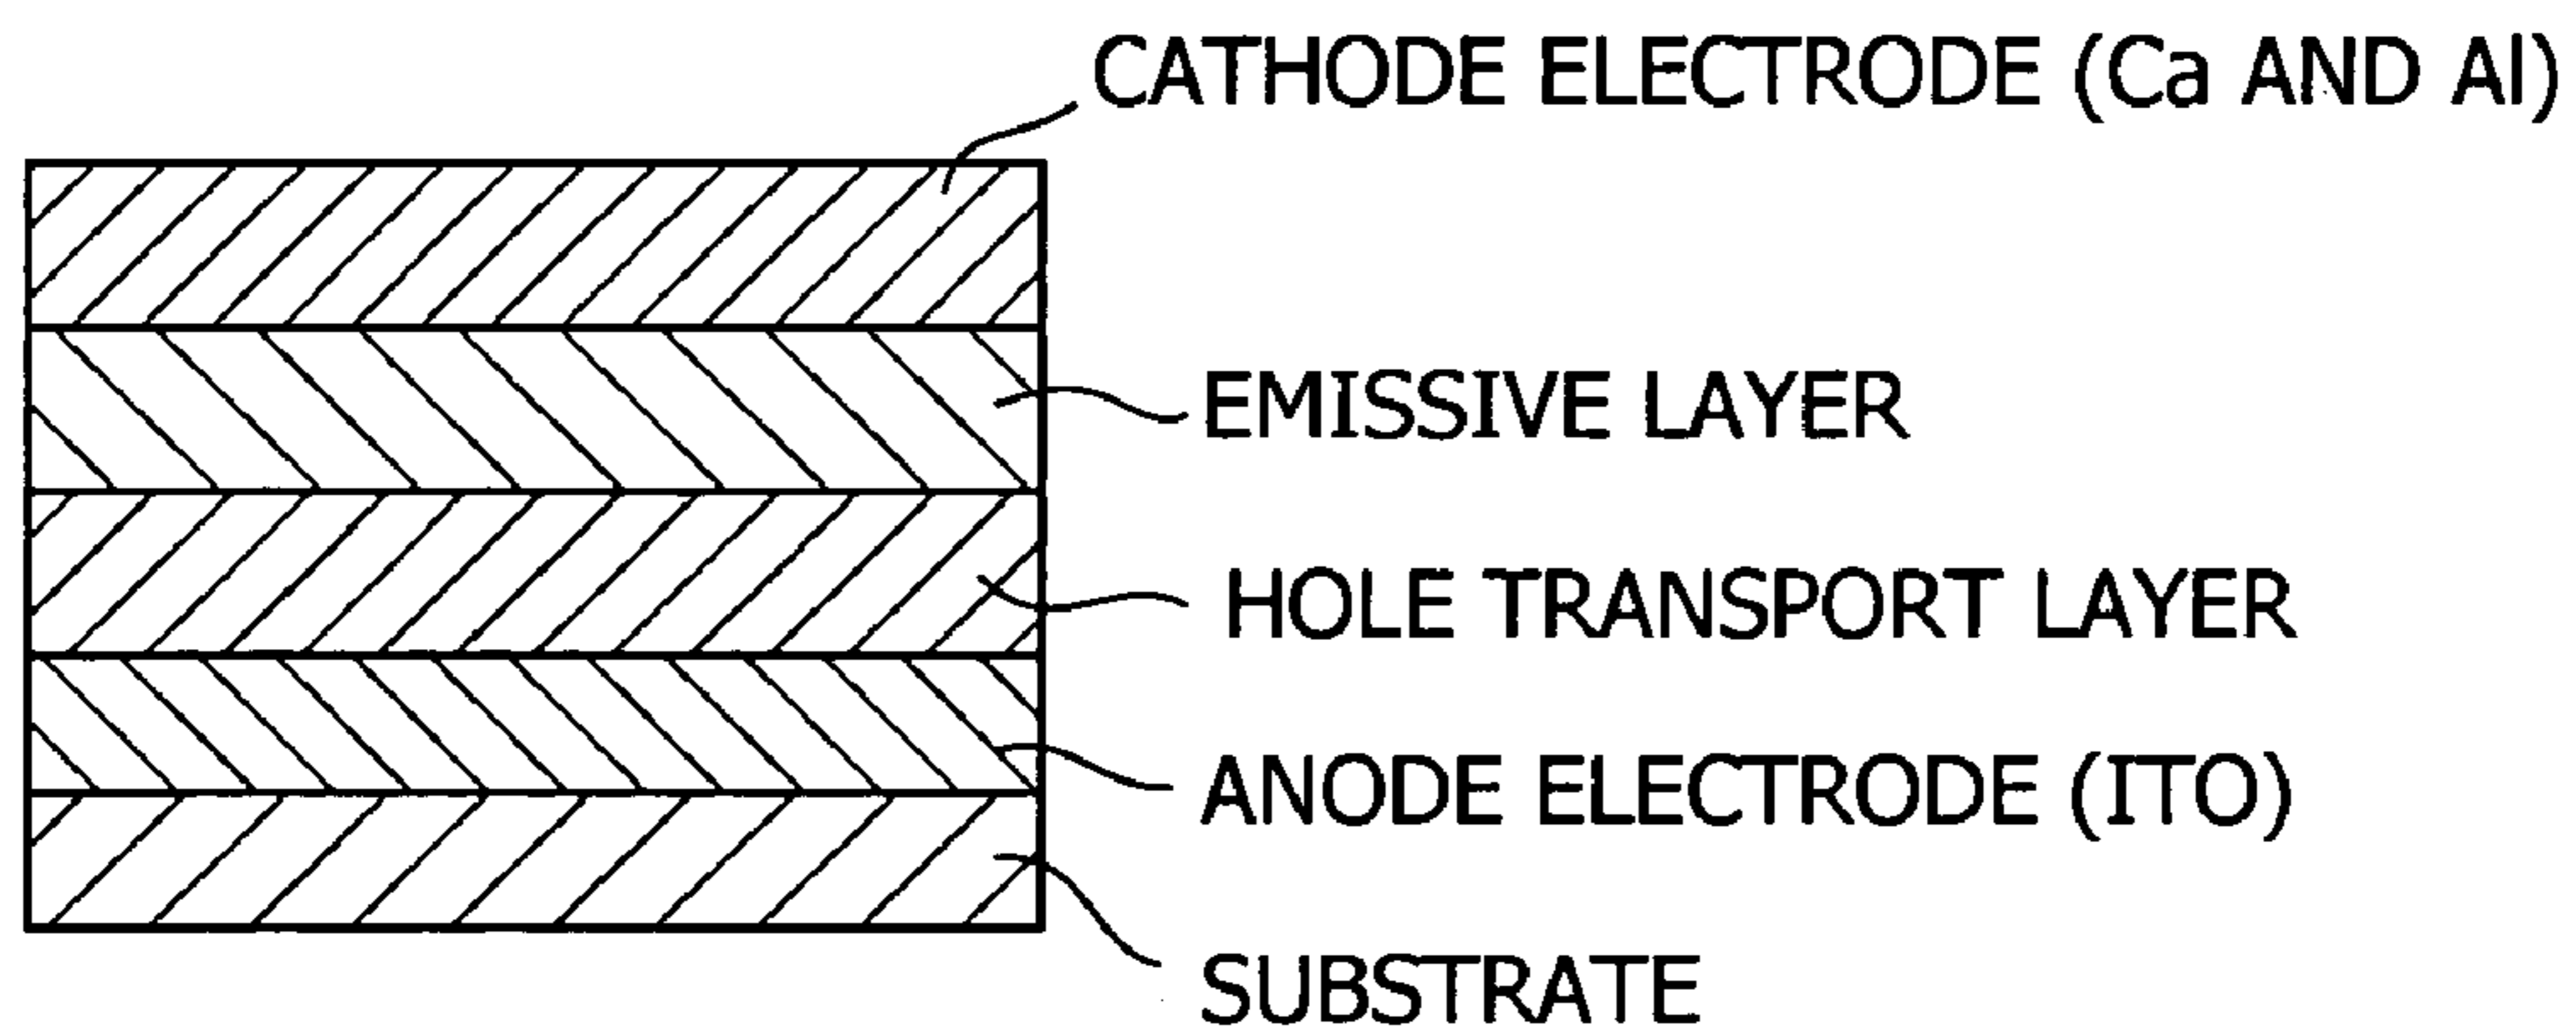 CATHODE ELECTRODE (Ca AND Al)
EMISSIVE LAYER
HOLE TRANSPORT LAYER
ANODE ELECTRODE (ITO)
SUBSTRATE